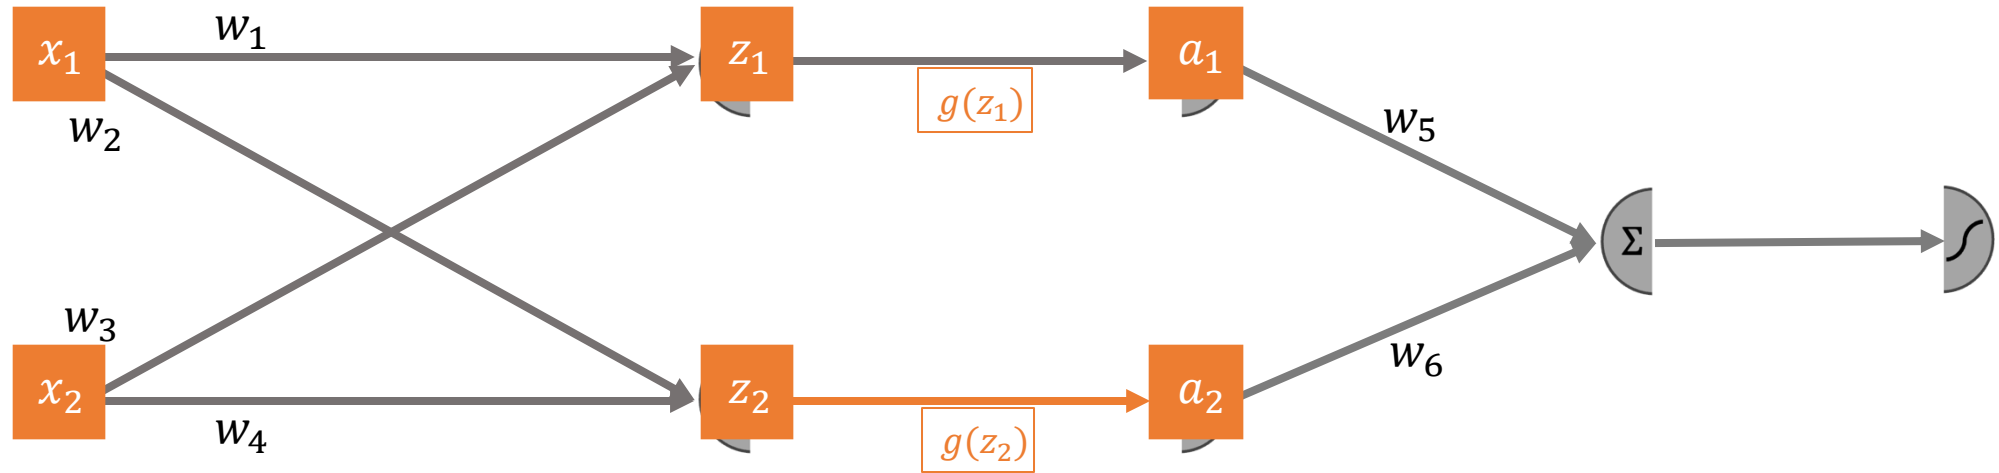 x₁ w₁ z₁ g(z₁) a₁
w₂ w₅
Σ
w₃ w₆
x₂ w₄ z₂ g(z₂) a₂